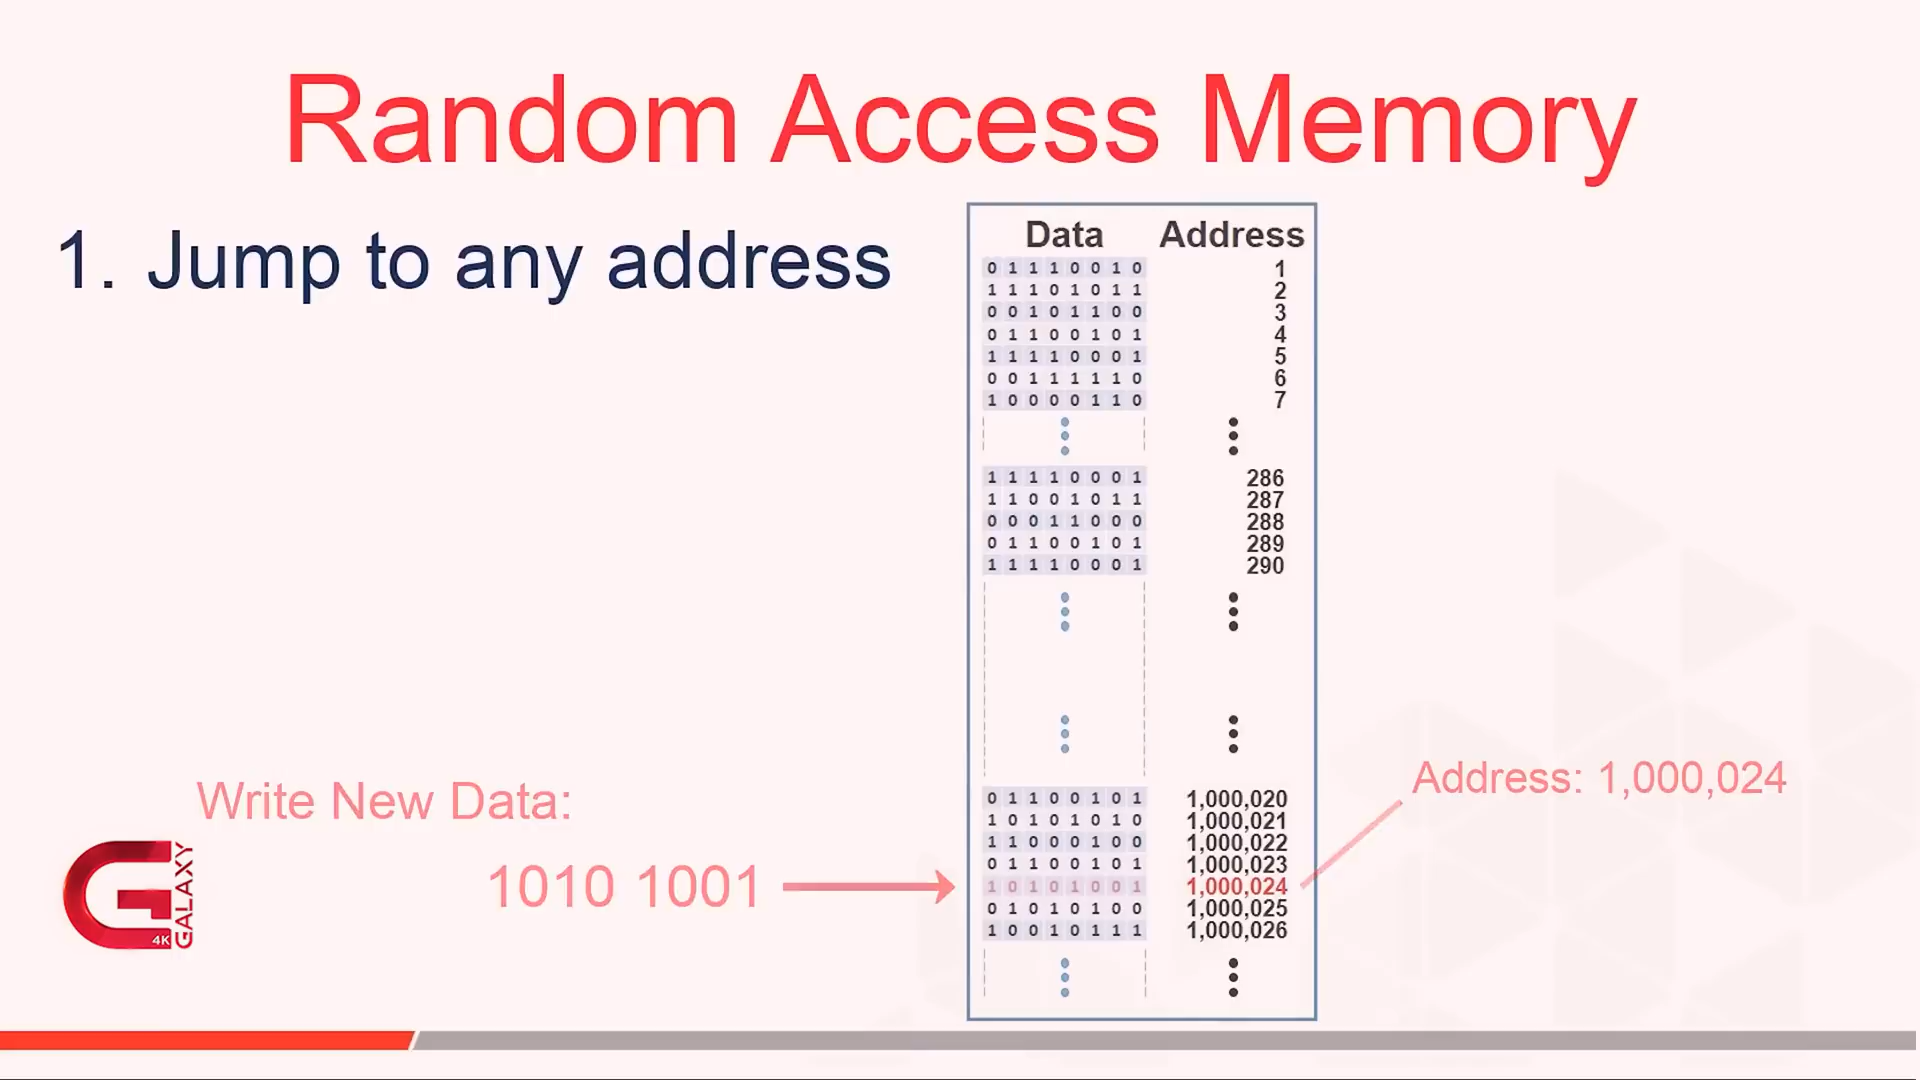 Random Access Memory
1. Jump to any address
Data Address
0 1 1 1 0 0 1 0 1
1 1 1 0 1 0 1 1 2
0 0 1 0 1 1 0 0 3
0 1 1 0 0 1 0 1 4
1 1 1 1 0 0 0 1 5
0 0 1 1 1 1 1 0 6
1 0 0 0 0 1 1 0 7
1 1 1 1 0 0 0 1 286
1 1 0 0 1 0 1 1 287
0 0 0 1 1 0 0 0 288
0 1 1 0 0 1 0 1 289
1 1 1 1 0 0 0 1 290
0 1 1 0 0 1 0 1 1,000,020
1 0 1 0 1 0 1 0 1,000,021
1 1 0 0 0 1 0 0 1,000,022
0 1 1 0 0 1 0 1 1,000,023
1 0 1 0 1 0 0 1 1,000,024
0 1 0 1 0 1 0 0 1,000,025
1 0 0 1 0 1 1 1 1,000,026
Address: 1,000,024
Write New Data:
1010 1001
G GALAXY
4K